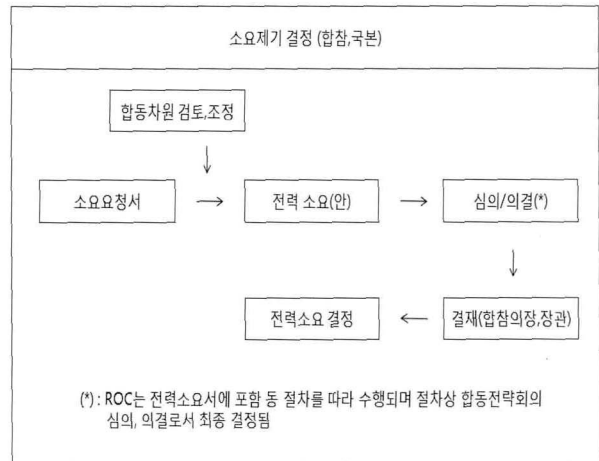 소요제기 결정 (합참,국본)
합동차원 검토,조정
↓
소요요청서 → 전력 소요(안) → 심의/의결(*)
↓
전력소요 결정 ← 결재(합참의장,장관)
(*) : ROC는 전력소요서에 포함 동 절차를 따라 수행되며 절차상 합동전략회의
심의, 의결로서 최종 결정됨